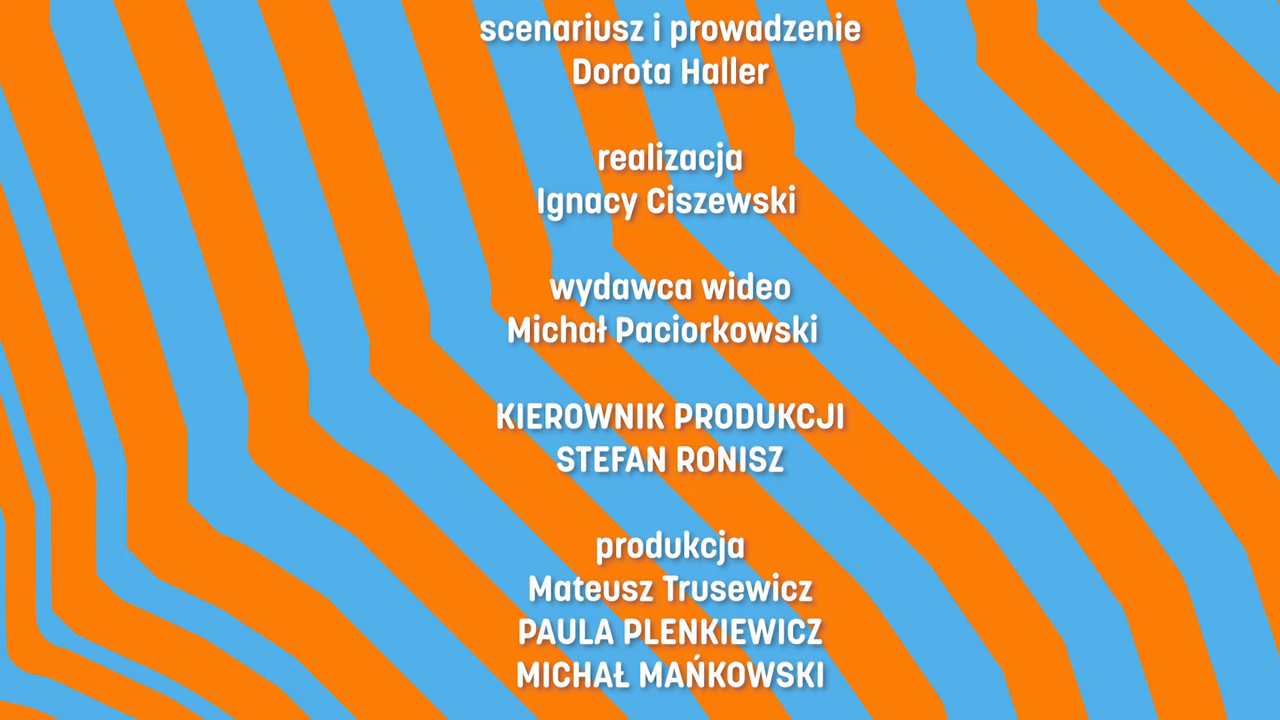 scenariusz i prowadzenie
Dorota Haller
realizacja
Ignacy Ciszewski
wydawca wideo
Michał Paciorkowski
KIEROWNIK PRODUKCJI
STEFAN RONISZ
produkcja
Mateusz Trusewicz
PAULA PLENKIEWICZ
MICHAŁ MAŃKOWSKI